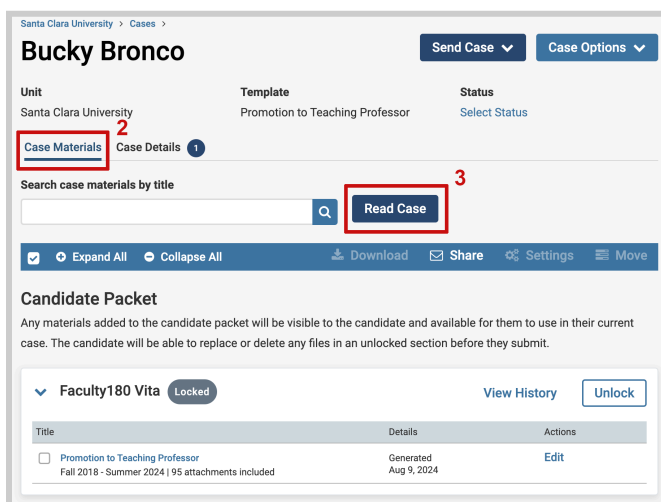 Santa Clara University > Cases >
Bucky Bronco
Send Case
Case Options
Unit
Template
Status
Santa Clara University
Promotion to Teaching Professor
Select Status
2
Case Materials
Case Details 1
Search case materials by title
3
Read Case
Expand All
Collapse All
Download
Share
Settings
Move
Candidate Packet
Any materials added to the candidate packet will be visible to the candidate and available for them to use in their current
case. The candidate will be able to replace or delete any files in an unlocked section before they submit.
Faculty180 Vita
Locked
View History
Unlock
Title
Details
Actions
Promotion to Teaching Professor
Fall 2018 - Summer 2024 | 95 attachments included
Generated
Aug 9, 2024
Edit